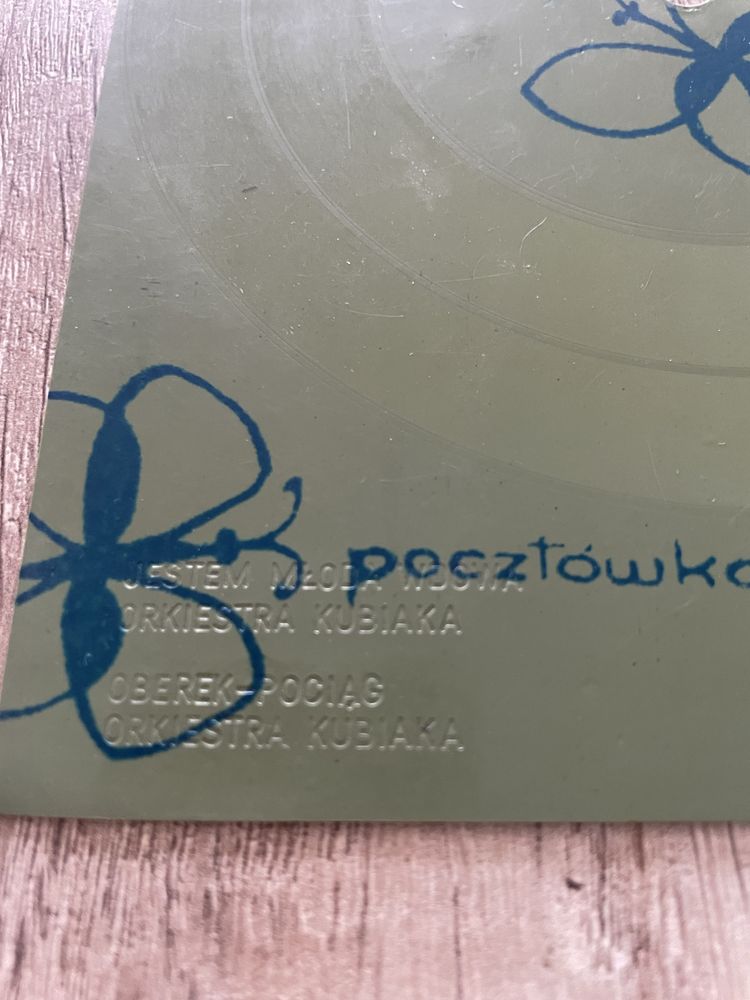 pocztówka
JESTEM MŁODA WDOWA
ORKIESTRA KUBIAKA
OBEREK-POCIĄG
ORKIESTRA KUBIAKA